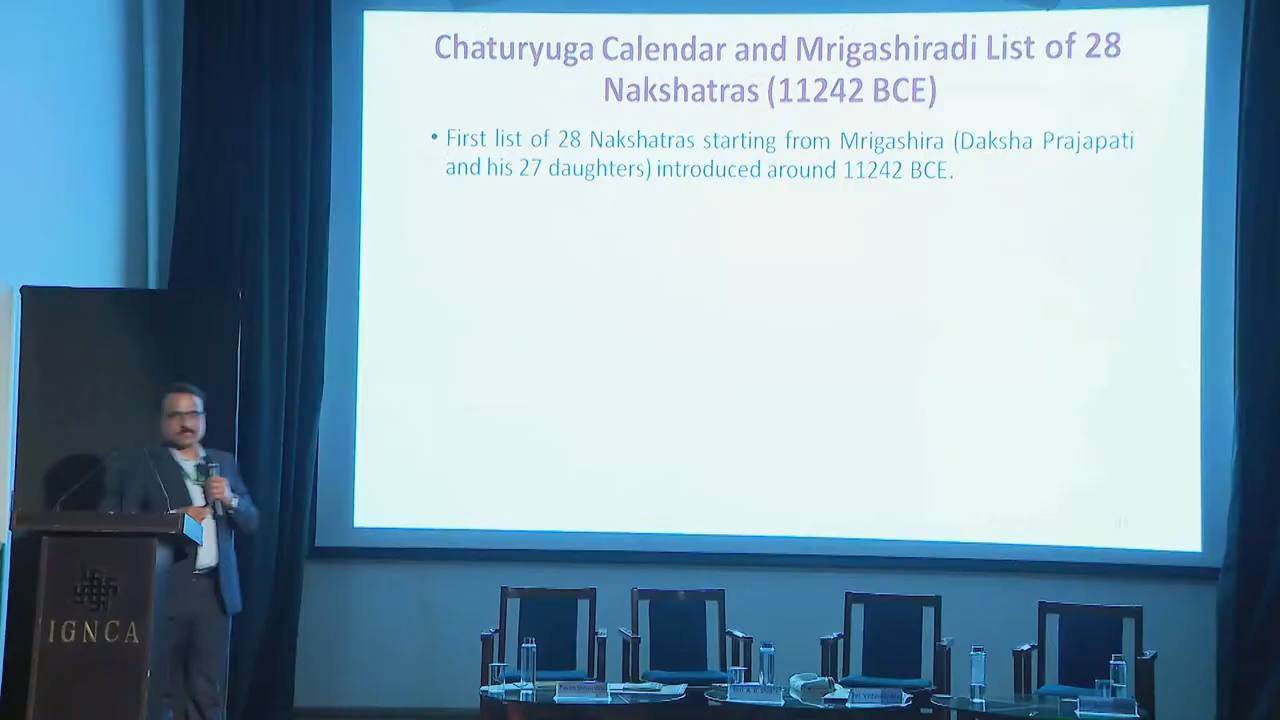 Chaturyuga Calendar and Mrigashiradi List of 28
Nakshatras (11242 BCE)
• First list of 28 Nakshatras starting from Mrigashira (Daksha Prajapati
and his 27 daughters) introduced around 11242 BCE.
IGNCA